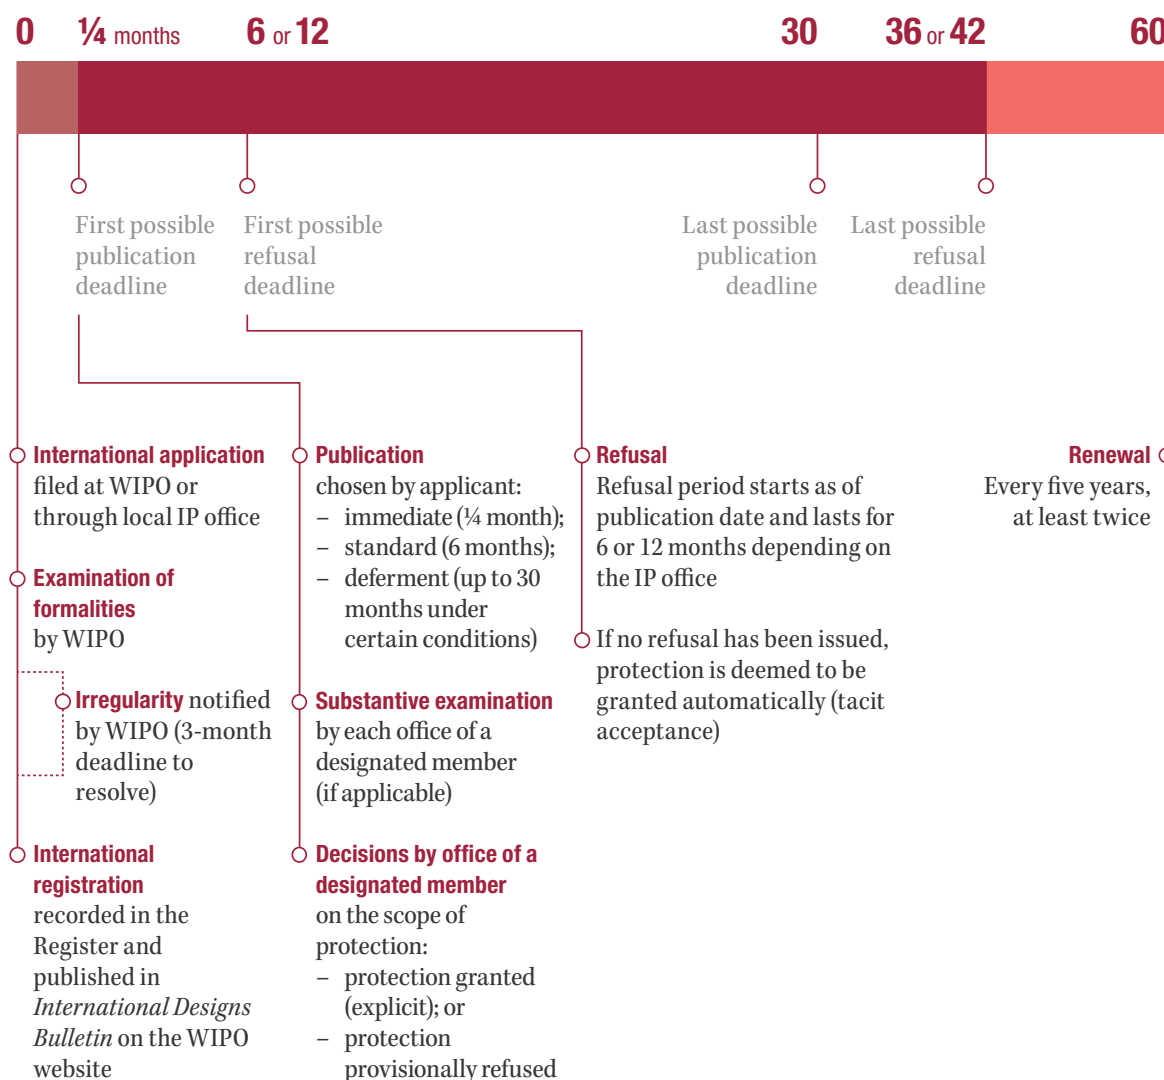 0 ¼ months 6 or 12 30 36 or 42 60
First possible
publication
deadline
First possible
refusal
deadline
Last possible
publication
deadline
Last possible
refusal
deadline
International application
filed at WIPO or
through local IP office
Examination of
formalities
by WIPO
Irregularity notified
by WIPO (3-month
deadline to
resolve)
International
registration
recorded in the
Register and
published in
International Designs
Bulletin on the WIPO
website
Publication
chosen by applicant:
– immediate (¼ month);
– standard (6 months);
– deferment (up to 30
months under
certain conditions)
Substantive examination
by each office of a
designated member
(if applicable)
Decisions by office of a
designated member
on the scope of
protection:
– protection granted
(explicit); or
– protection
provisionally refused
Refusal
Refusal period starts as of
publication date and lasts for
6 or 12 months depending on
the IP office
If no refusal has been issued,
protection is deemed to be
granted automatically (tacit
acceptance)
Renewal
Every five years,
at least twice